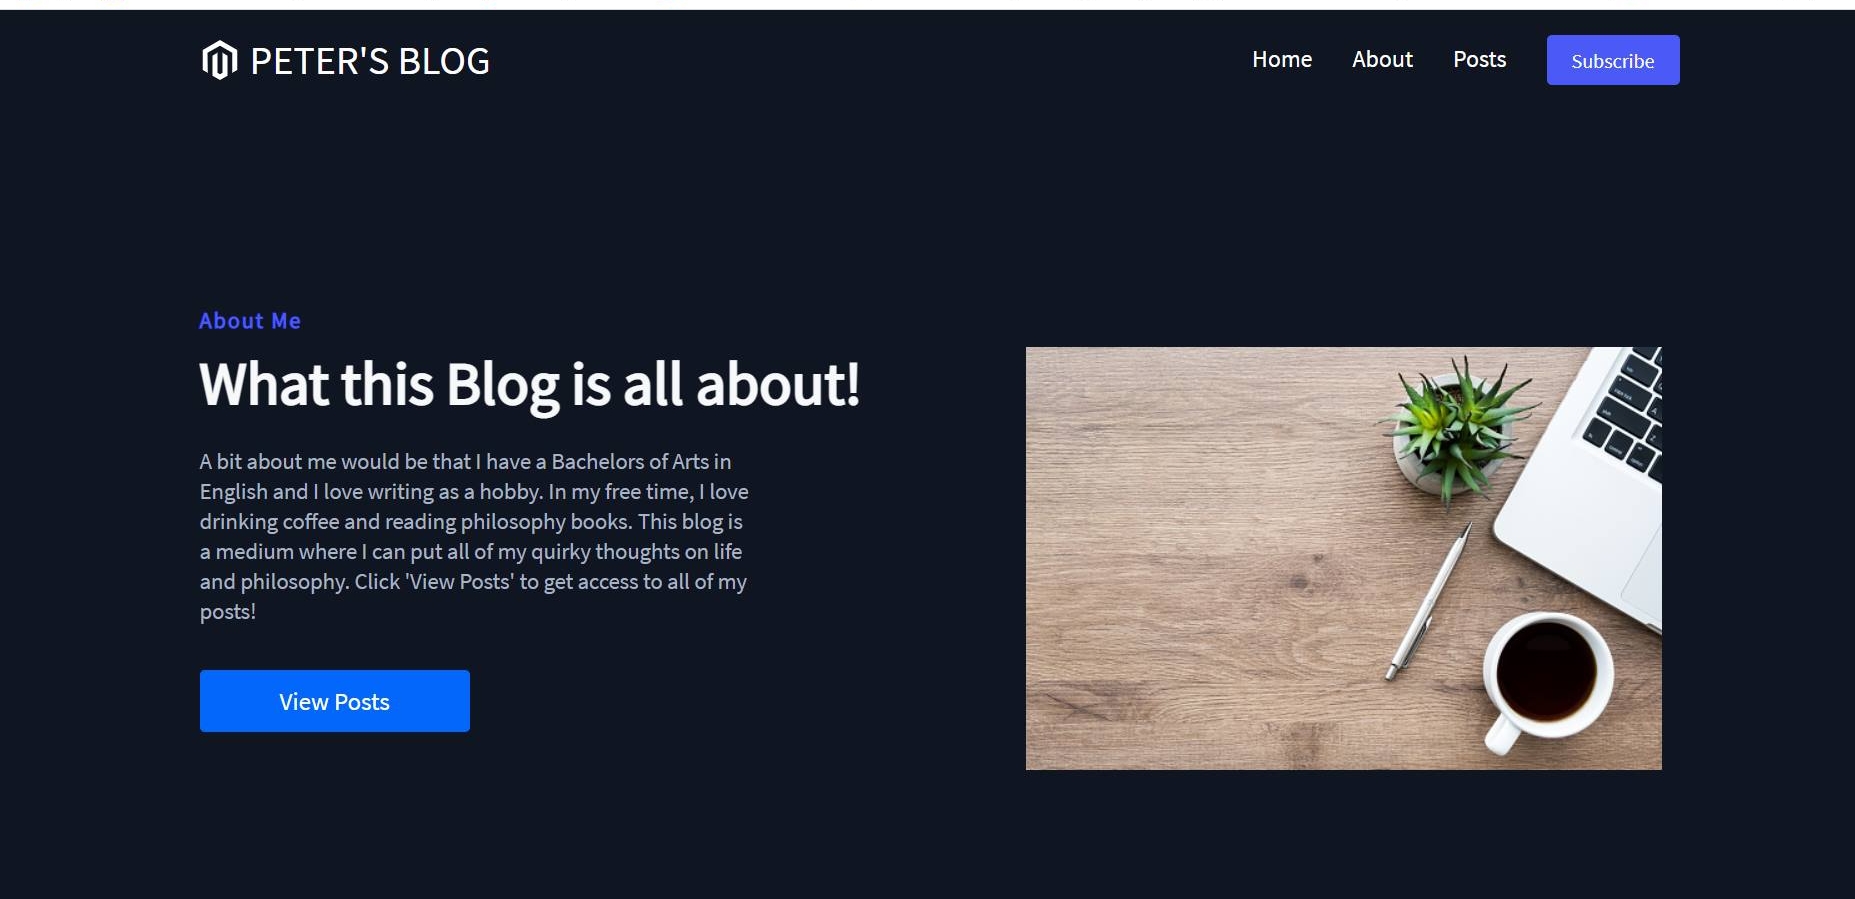 PETER'S BLOG
Home About Posts Subscribe
About Me
What this Blog is all about!
A bit about me would be that I have a Bachelors of Arts in
English and I love writing as a hobby. In my free time, I love
drinking coffee and reading philosophy books. This blog is
a medium where I can put all of my quirky thoughts on life
and philosophy. Click 'View Posts' to get access to all of my
posts!
View Posts